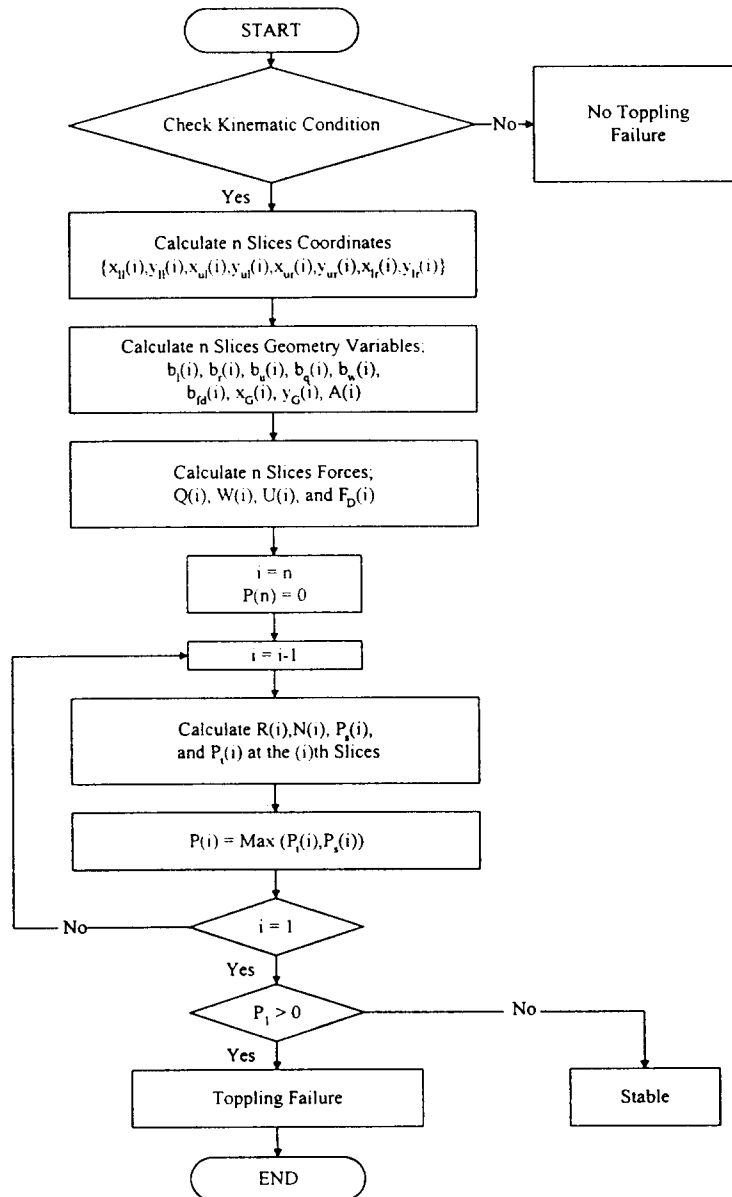 START
Check Kinematic Condition
No
No Toppling
Failure
Yes
Calculate n Slices Coordinates
{x_ll(i),y_ll(i),x_ul(i),y_ul(i),x_ur(i),y_ur(i),x_lr(i),y_lr(i)}
Calculate n Slices Geometry Variables;
b_l(i), b_r(i), b_u(i), b_q(i), b_w(i),
b_fd(i), x_G(i), y_G(i), A(i)
Calculate n Slices Forces;
Q(i), W(i), U(i), and F_D(i)
i = n
P(n) = 0
i = i-1
Calculate R(i),N(i), P_s(i),
and P_t(i) at the (i)th Slices
P(i) = Max (P_t(i),P_s(i))
No
i = 1
Yes
P_1 > 0
No
Yes
Toppling Failure
Stable
END